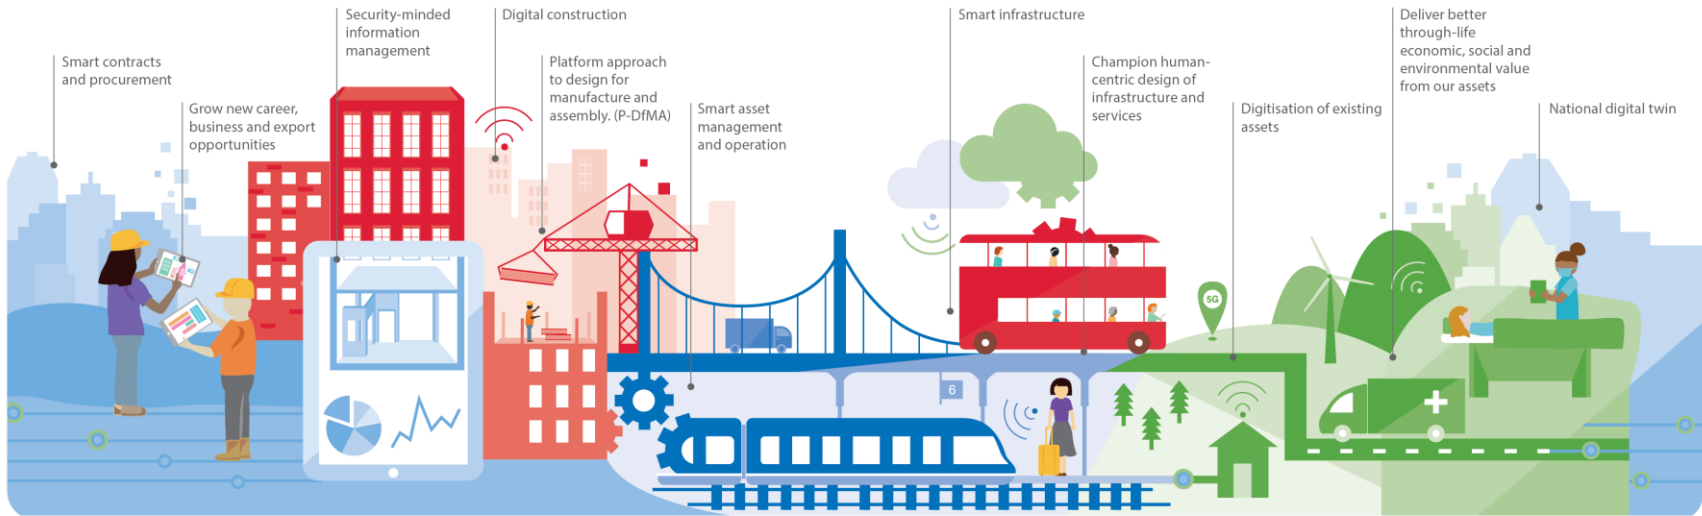 Smart contracts
and procurement
Grow new career,
business and export
opportunities
Security-minded
information
management
Digital construction
Platform approach
to design for
manufacture and
assembly. (P-DfMA)
Smart asset
management
and operation
Smart infrastructure
Champion human-
centric design of
infrastructure and
services
Digitisation of existing
assets
Deliver better
through-life
economic, social and
environmental value
from our assets
National digital twin
5G
6